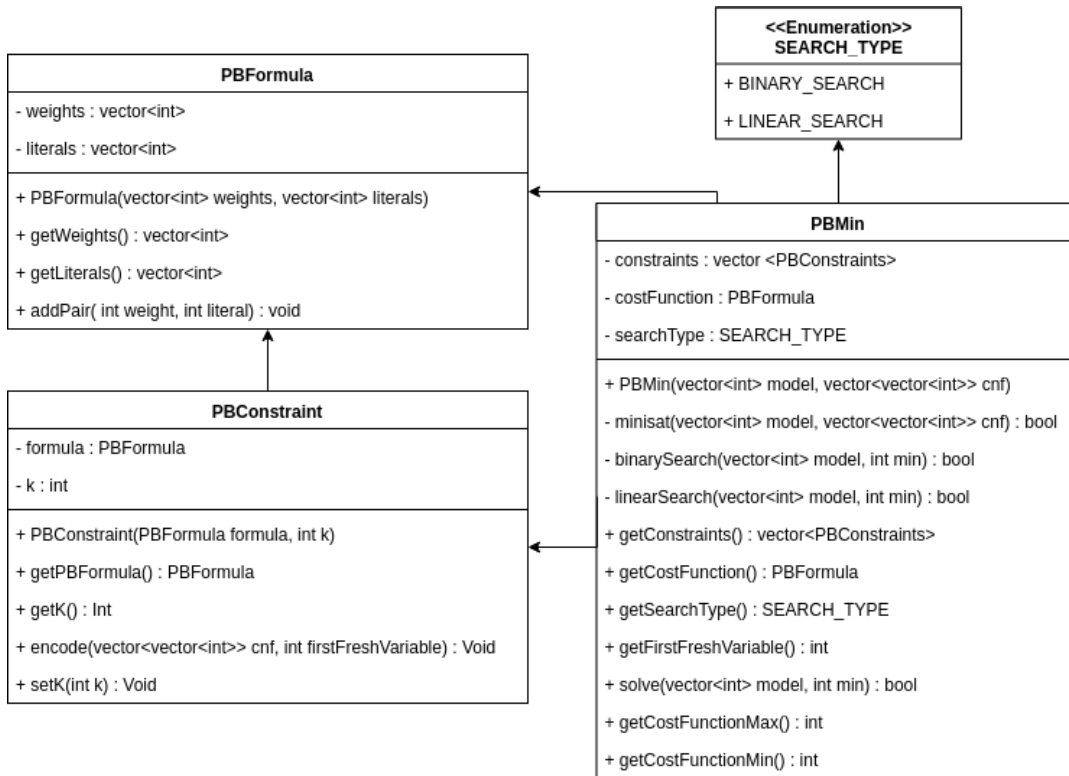 <<Enumeration>>
SEARCH_TYPE
+ BINARY_SEARCH
+ LINEAR_SEARCH
PBFormula
- weights : vector<int>
- literals : vector<int>
+ PBFormula(vector<int> weights, vector<int> literals)
+ getWeights() : vector<int>
+ getLiterals() : vector<int>
+ addPair( int weight, int literal) : void
PBConstraint
- formula : PBFormula
- k : int
+ PBConstraint(PBFormula formula, int k)
+ getPBFormula() : PBFormula
+ getK() : Int
+ encode(vector<vector<int>> cnf, int firstFreshVariable) : Void
+ setK(int k) : Void
PBMin
- constraints : vector <PBConstraints>
- costFunction : PBFormula
- searchType : SEARCH_TYPE
+ PBMin(vector<int> model, vector<vector<int>> cnf)
- minisat(vector<int> model, vector<vector<int>> cnf) : bool
- binarySearch(vector<int> model, int min) : bool
- linearSearch(vector<int> model, int min) : bool
+ getConstraints() : vector<PBConstraints>
+ getCostFunction() : PBFormula
+ getSearchType() : SEARCH_TYPE
+ getFirstFreshVariable() : int
+ solve(vector<int> model, int min) : bool
+ getCostFunctionMax() : int
+ getCostFunctionMin() : int